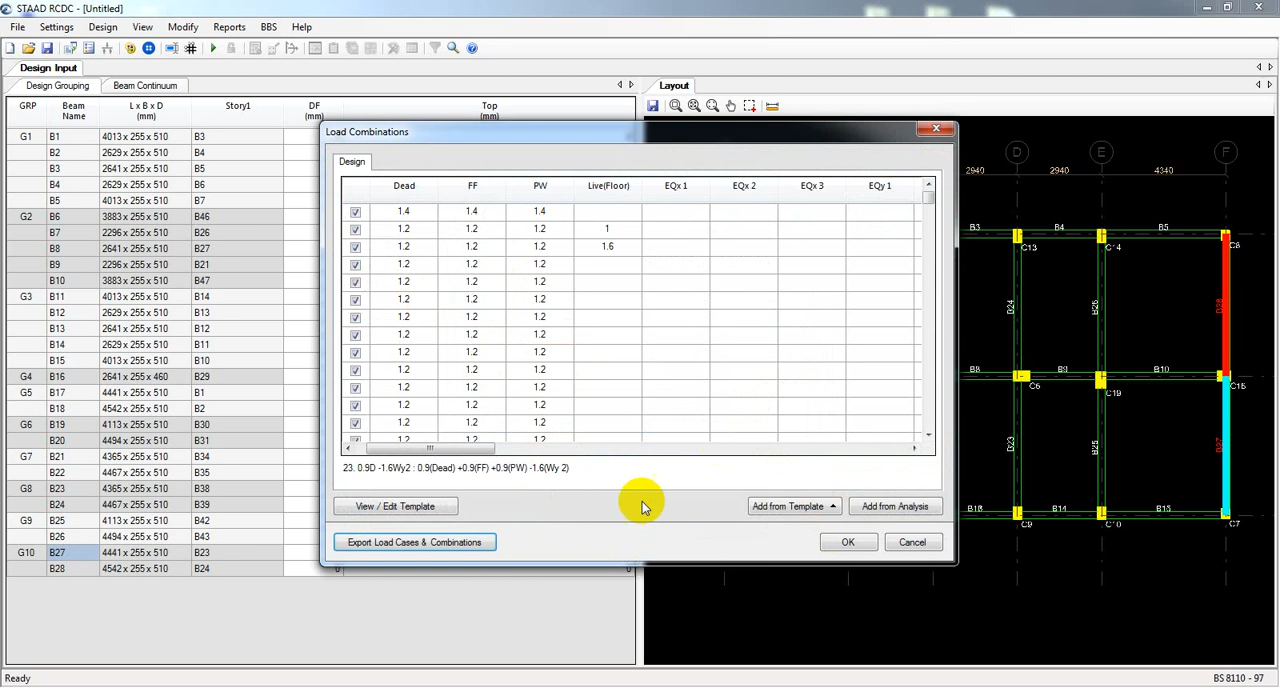 STAAD RCDC - [Untitled]
File Settings Design View Modify Reports BBS Help
Design Input
Design Grouping Beam Continuum
Layout
GRP Beam Name L x B x D (mm) Story1 DF (mm) Top (mm)
G1 B1 4013 x 255 x 510 B3
B2 2629 x 255 x 510 B4
B3 2641 x 255 x 510 B5
B4 2629 x 255 x 510 B6
B5 4013 x 255 x 510 B7
G2 B6 3883 x 255 x 510 B46
B7 2296 x 255 x 510 B26
B8 2641 x 255 x 510 B27
B9 2296 x 255 x 510 B21
B10 3883 x 255 x 510 B47
G3 B11 4013 x 255 x 510 B14
B12 2629 x 255 x 510 B13
B13 2641 x 255 x 510 B12
B14 2629 x 255 x 510 B11
B15 4013 x 255 x 510 B10
G4 B16 2641 x 255 x 460 B29
G5 B17 4441 x 255 x 510 B1
B18 4542 x 255 x 510 B2
G6 B19 4113 x 255 x 510 B30
B20 4494 x 255 x 510 B31
G7 B21 4365 x 255 x 510 B34
B22 4467 x 255 x 510 B35
G8 B23 4365 x 255 x 510 B38
B24 4467 x 255 x 510 B39
G9 B25 4113 x 255 x 510 B42
B26 4494 x 255 x 510 B43
G10 B27 4441 x 255 x 510 B23
B28 4542 x 255 x 510 B24
Load Combinations
Design
Dead FF PW Live(Floor) EQx 1 EQx 2 EQx 3 EQy 1
1.4 1.4 1.4
1.2 1.2 1.2 1
1.2 1.2 1.2 1.6
1.2 1.2 1.2
1.2 1.2 1.2
1.2 1.2 1.2
1.2 1.2 1.2
1.2 1.2 1.2
1.2 1.2 1.2
1.2 1.2 1.2
1.2 1.2 1.2
1.2 1.2 1.2
1.2 1.2 1.2
1.2 1.2 1.2
23. 0.9D -1.6Wy2 : 0.9(Dead) +0.9(FF) +0.9(PW) -1.6(Wy 2)
View / Edit Template Add from Template Add from Analysis
Export Load Cases & Combinations OK Cancel
D E F
2940 2940 4340
B3 B4 B5
C13 C14
B24
B8 B9 B10
C19
B23 B25
B14
C9 C7
Ready BS 8110 - 97